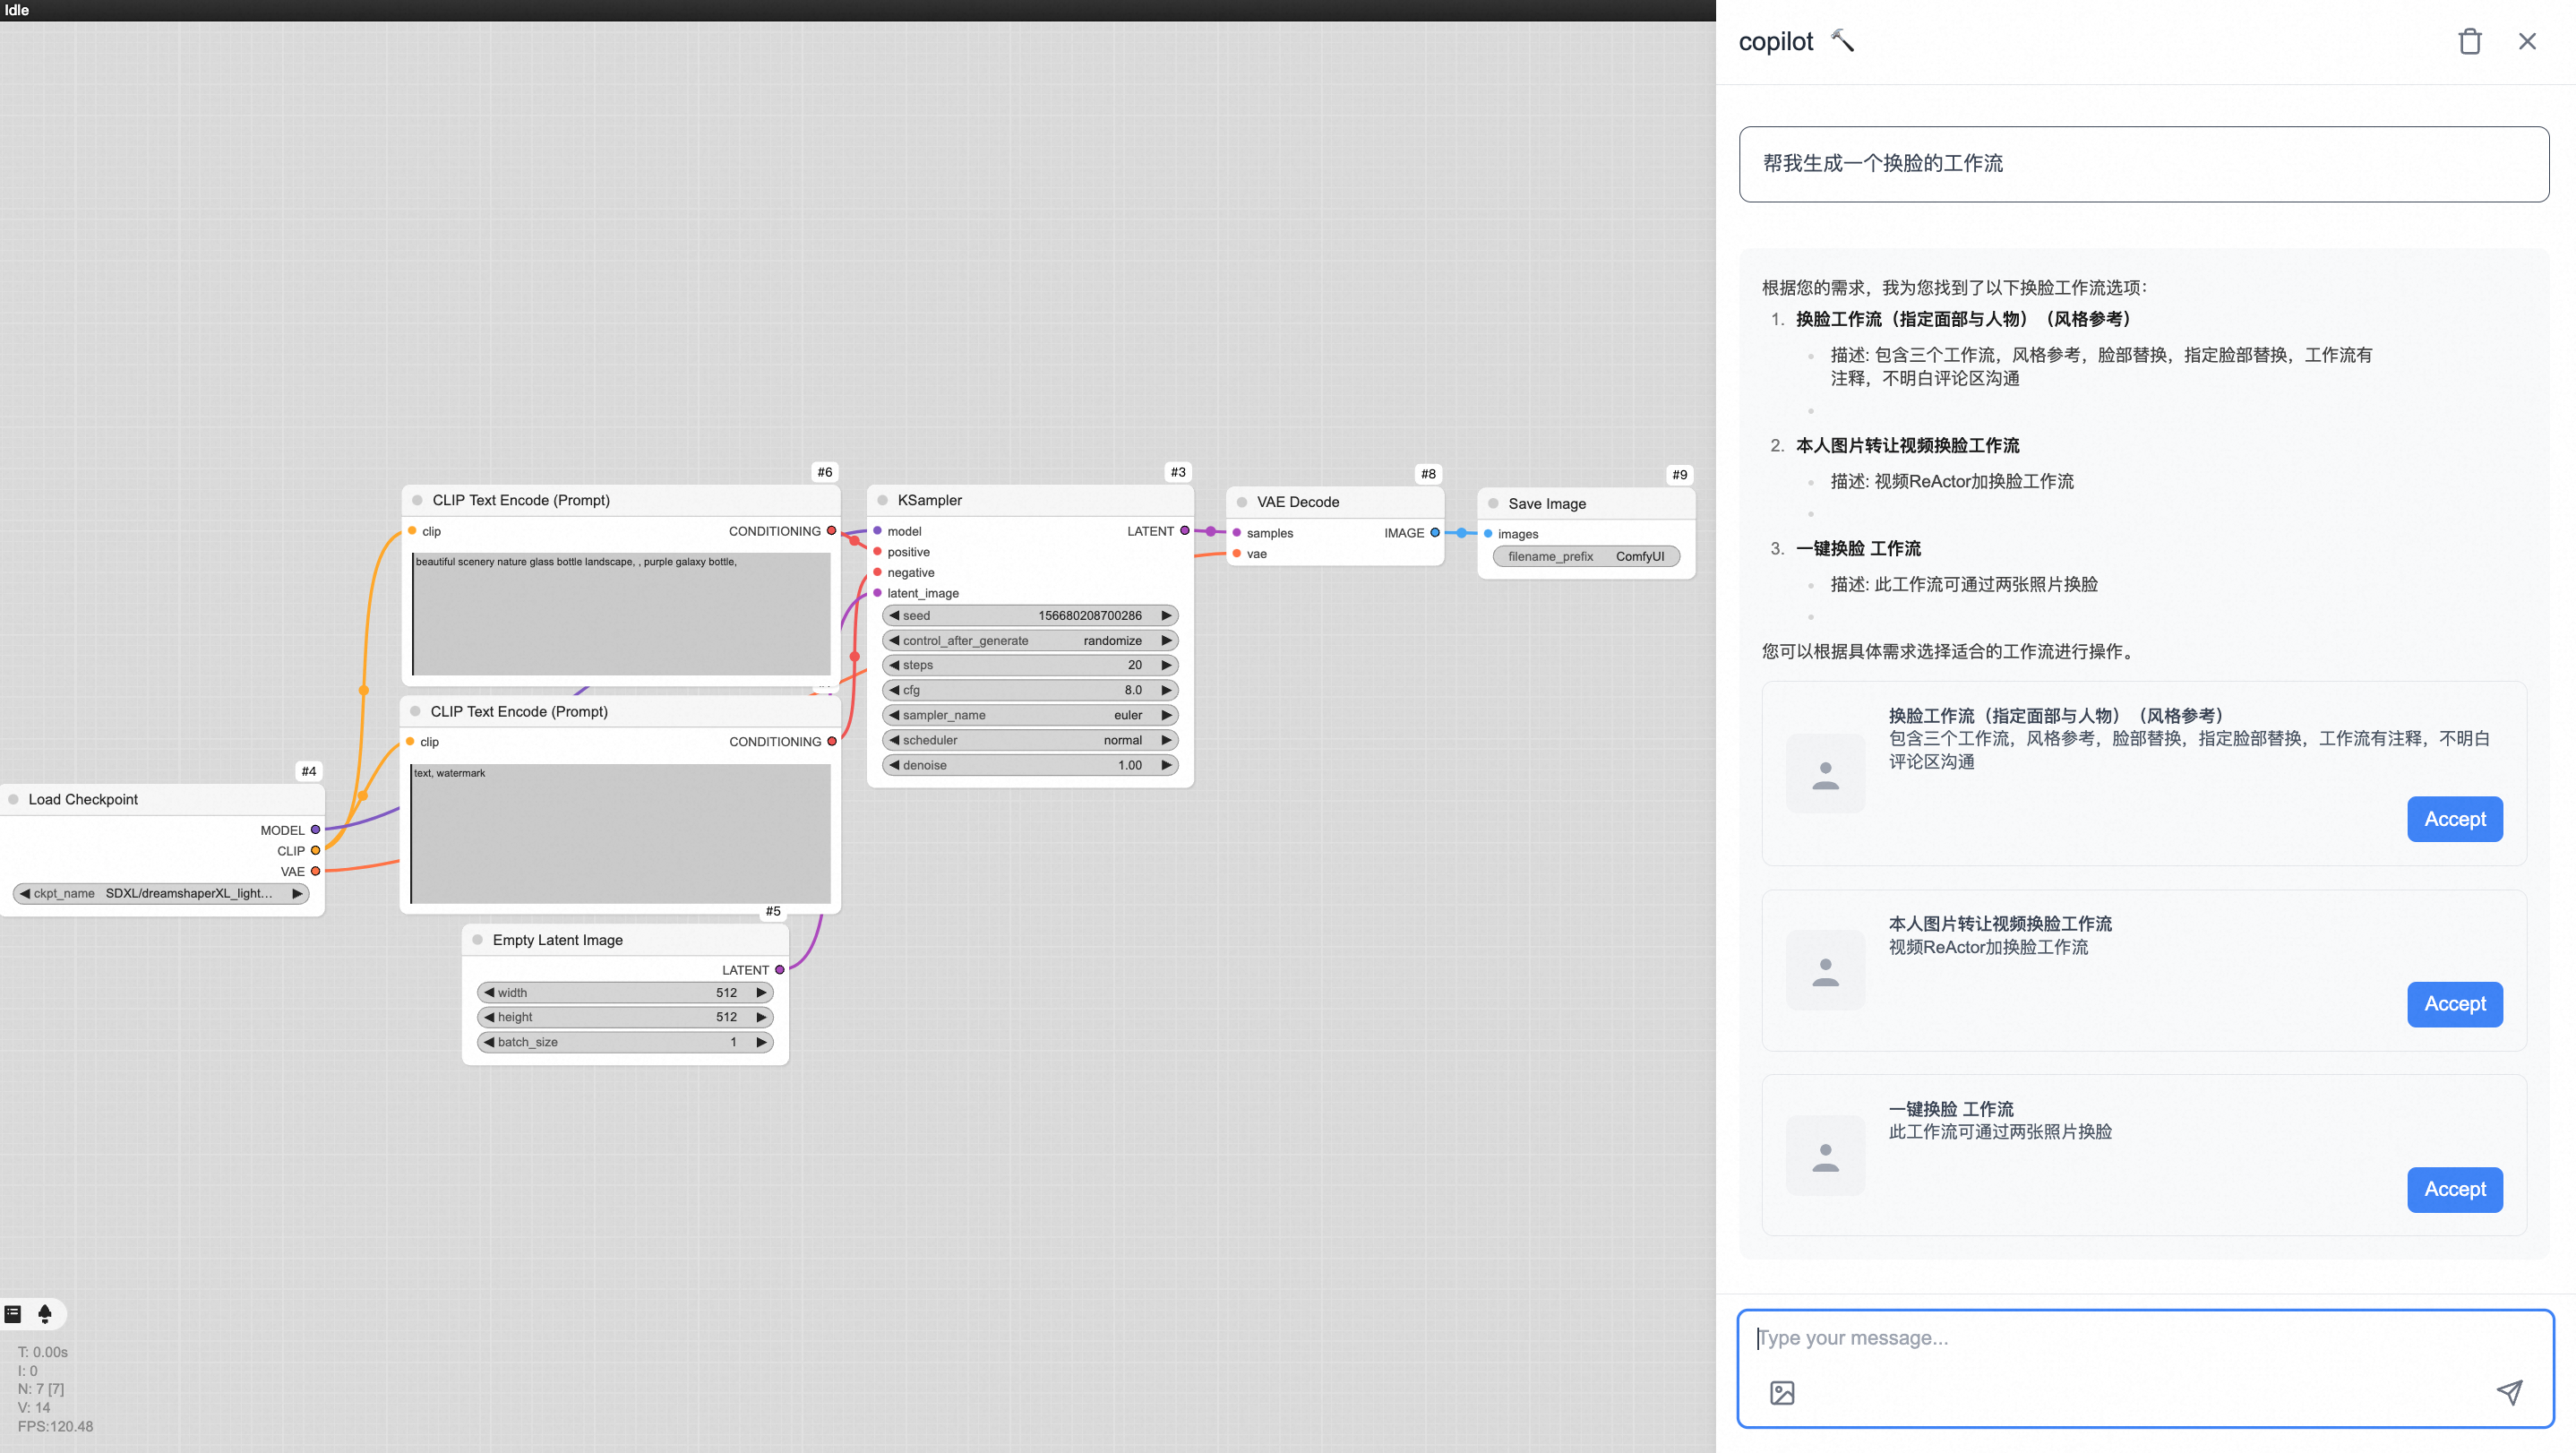 Idle
#6
CLIP Text Encode (Prompt)
clip
CONDITIONING
beautiful scenery nature glass bottle landscape, , purple galaxy bottle,
CLIP Text Encode (Prompt)
clip
CONDITIONING
text, watermark
#4
Load Checkpoint
MODEL
CLIP
VAE
ckpt_name SDXL/dreamshaperXL_light...
#5
Empty Latent Image
LATENT
width 512
height 512
batch_size 1
#3
KSampler
model
LATENT
positive
negative
latent_image
seed 156680208700286
control_after_generate randomize
steps 20
cfg 8.0
sampler_name euler
scheduler normal
denoise 1.00
#8
VAE Decode
samples
IMAGE
vae
#9
Save Image
images
filename_prefix ComfyUI
T: 0.00s
I: 0
N: 7 [7]
V: 14
FPS:120.48
copilot
帮我生成一个换脸的工作流
根据您的需求，我为您找到了以下换脸工作流选项：
1. 换脸工作流（指定面部与人物）（风格参考）
描述: 包含三个工作流，风格参考，脸部替换，指定脸部替换，工作流有
注释，不明白评论区沟通
2. 本人图片转让视频换脸工作流
描述: 视频ReActor加换脸工作流
3. 一键换脸 工作流
描述: 此工作流可通过两张照片换脸
您可以根据具体需求选择适合的工作流进行操作。
换脸工作流（指定面部与人物）（风格参考）
包含三个工作流，风格参考，脸部替换，指定脸部替换，工作流有注释，不明白
评论区沟通
Accept
本人图片转让视频换脸工作流
视频ReActor加换脸工作流
Accept
一键换脸 工作流
此工作流可通过两张照片换脸
Accept
Type your message...